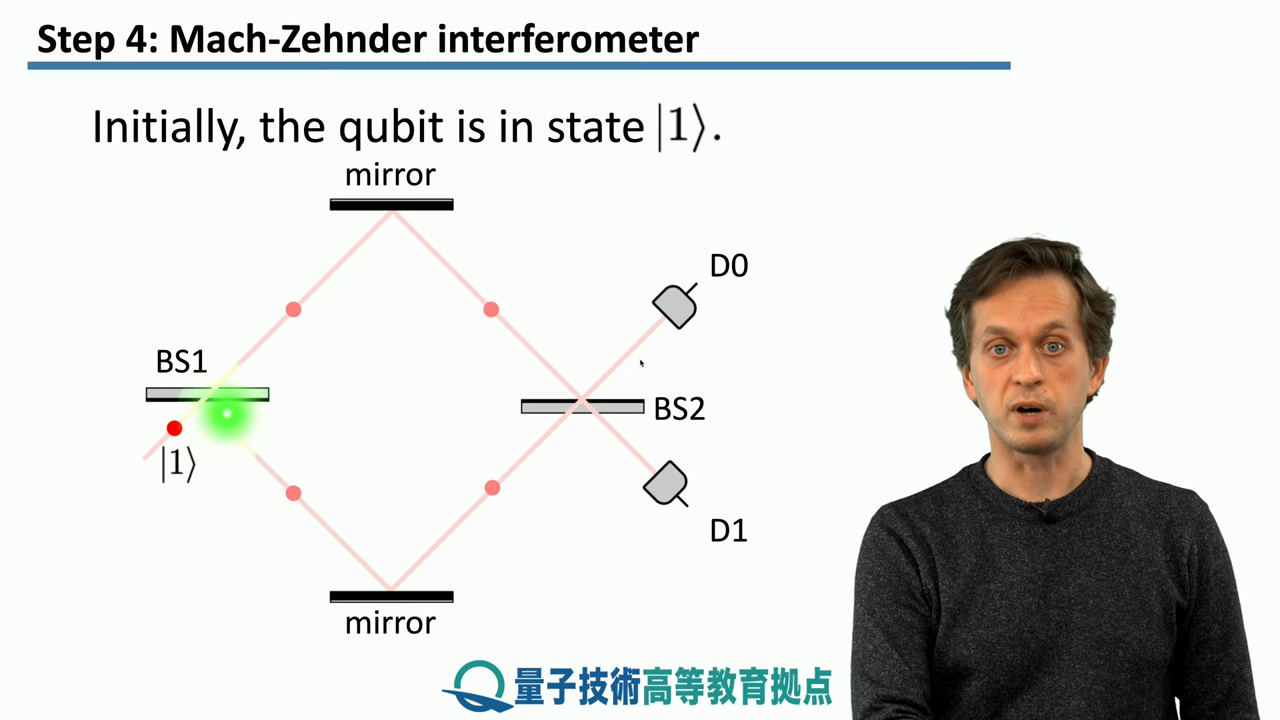 Step 4: Mach-Zehnder interferometer
Initially, the qubit is in state |1⟩.
mirror
D0
BS1
BS2
|1⟩
D1
mirror
量子技術高等教育拠点